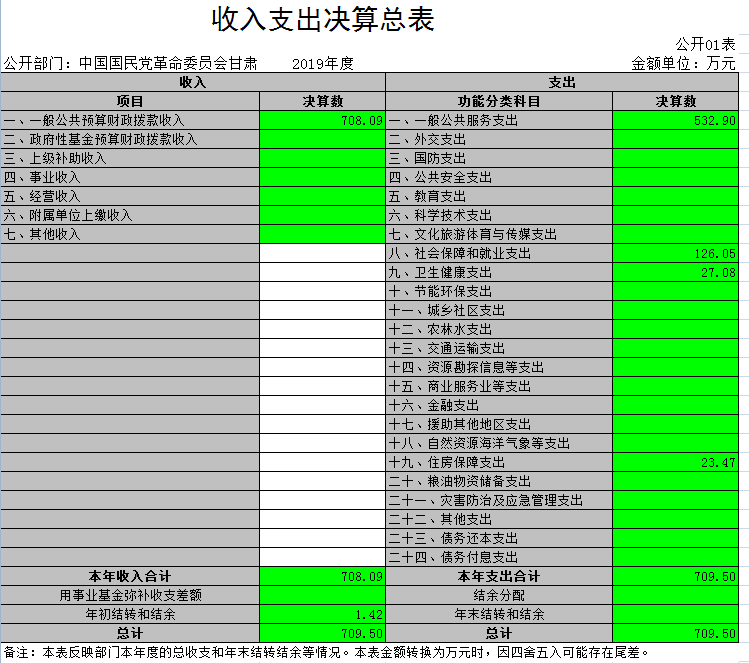 收入支出决算总表
公开01表
公开部门：中国国民党革命委员会甘肃 2019年度 金额单位：万元
收入 支出
项目 决算数 功能分类科目 决算数
一、一般公共预算财政拨款收入 708.09 一、一般公共服务支出 532.90
二、政府性基金预算财政拨款收入 二、外交支出
三、上级补助收入 三、国防支出
四、事业收入 四、公共安全支出
五、经营收入 五、教育支出
六、附属单位上缴收入 六、科学技术支出
七、其他收入 七、文化旅游体育与传媒支出
八、社会保障和就业支出 126.05
九、卫生健康支出 27.08
十、节能环保支出
十一、城乡社区支出
十二、农林水支出
十三、交通运输支出
十四、资源勘探信息等支出
十五、商业服务业等支出
十六、金融支出
十七、援助其他地区支出
十八、自然资源海洋气象等支出
十九、住房保障支出 23.47
二十、粮油物资储备支出
二十一、灾害防治及应急管理支出
二十二、其他支出
二十三、债务还本支出
二十四、债务付息支出
本年收入合计 708.09 本年支出合计 709.50
用事业基金弥补收支差额 结余分配
年初结转和结余 1.42 年末结转和结余
总计 709.50 总计 709.50
备注：本表反映部门本年度的总收支和年末结转结余等情况。本表金额转换为万元时，因四舍五入可能存在尾差。